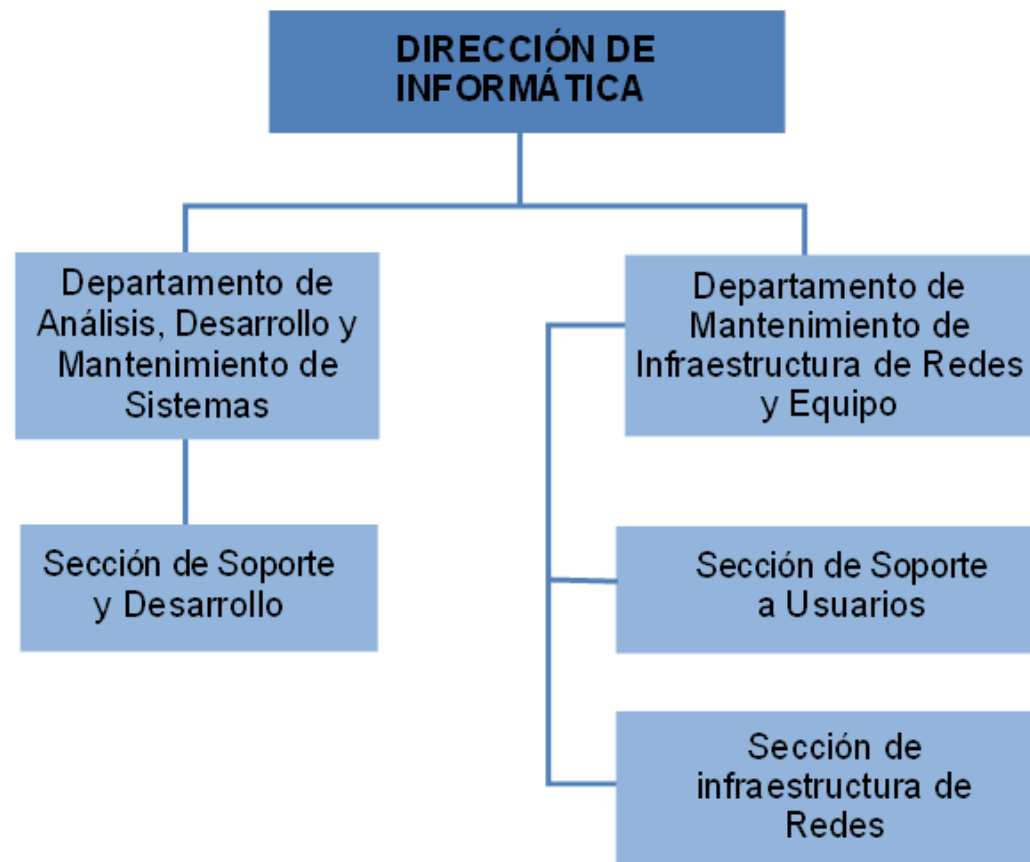 DIRECCIÓN DE
INFORMÁTICA
Departamento de
Análisis, Desarrollo y
Mantenimiento de
Sistemas
Departamento de
Mantenimiento de
Infraestructura de Redes
y Equipo
Sección de Soporte
y Desarrollo
Sección de Soporte
a Usuarios
Sección de
infraestructura de
Redes